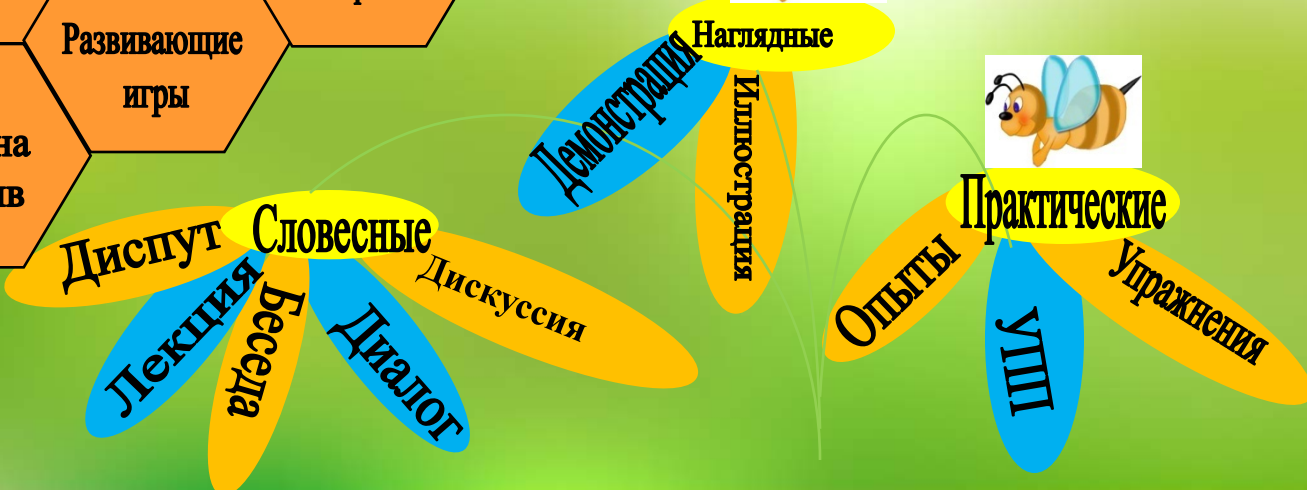 Развивающие
игры
на
ив
Наглядные
Демонстрация
Иллюстрация
Словесные
Диспут
Лекция
Беседа
Диалог
Дискуссия
Практические
Опыты
УПП
Упражнения